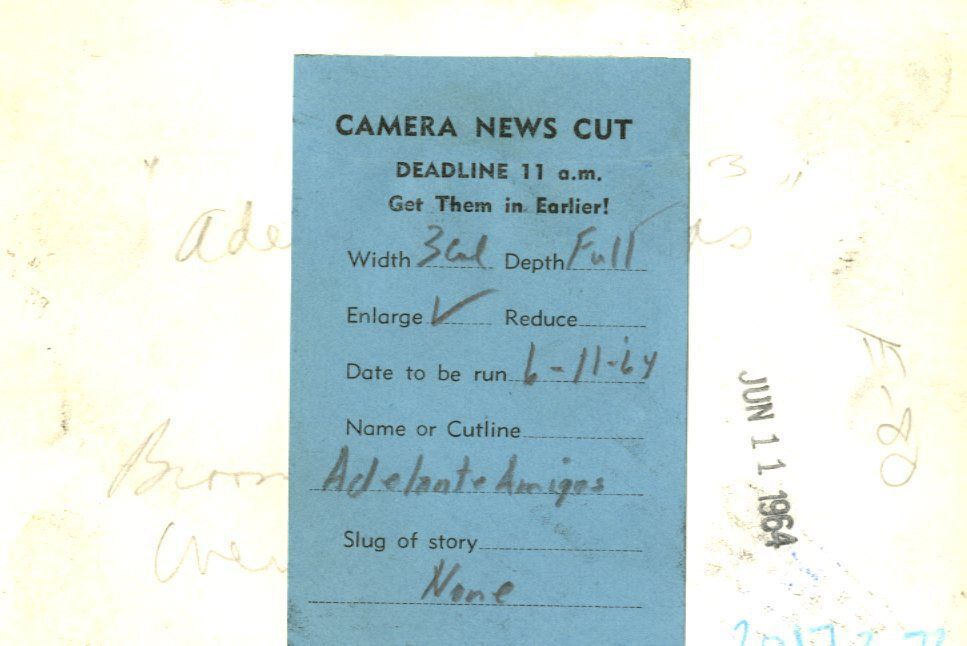 CAMERA NEWS CUT
DEADLINE 11 a.m.
Get Them in Earlier!
Width 3 Col Depth Full
Enlarge ✓ Reduce
Date to be run 6-11-64
Name or Cutline
Adelante Amigos
Slug of story
None
JUN 11 1964